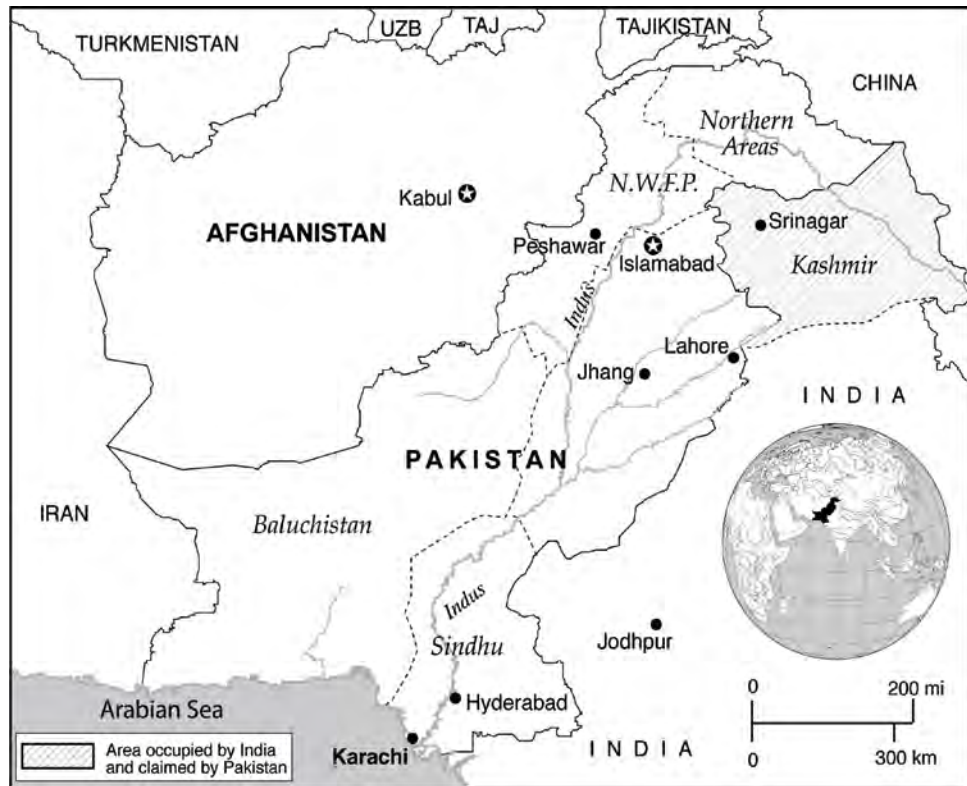 UZB
TAJ
TAJIKISTAN
TURKMENISTAN
CHINA
Northern
Areas
N.W.F.P.
Kabul
AFGHANISTAN
Peshawar
Islamabad
Srinagar
Kashmir
Indus
Lahore
Jhang
INDIA
PAKISTAN
IRAN
Baluchistan
Indus
Sindhu
Jodhpur
Hyderabad
0 200 mi
0 300 km
Arabian Sea
Karachi
INDIA
Area occupied by India
and claimed by Pakistan